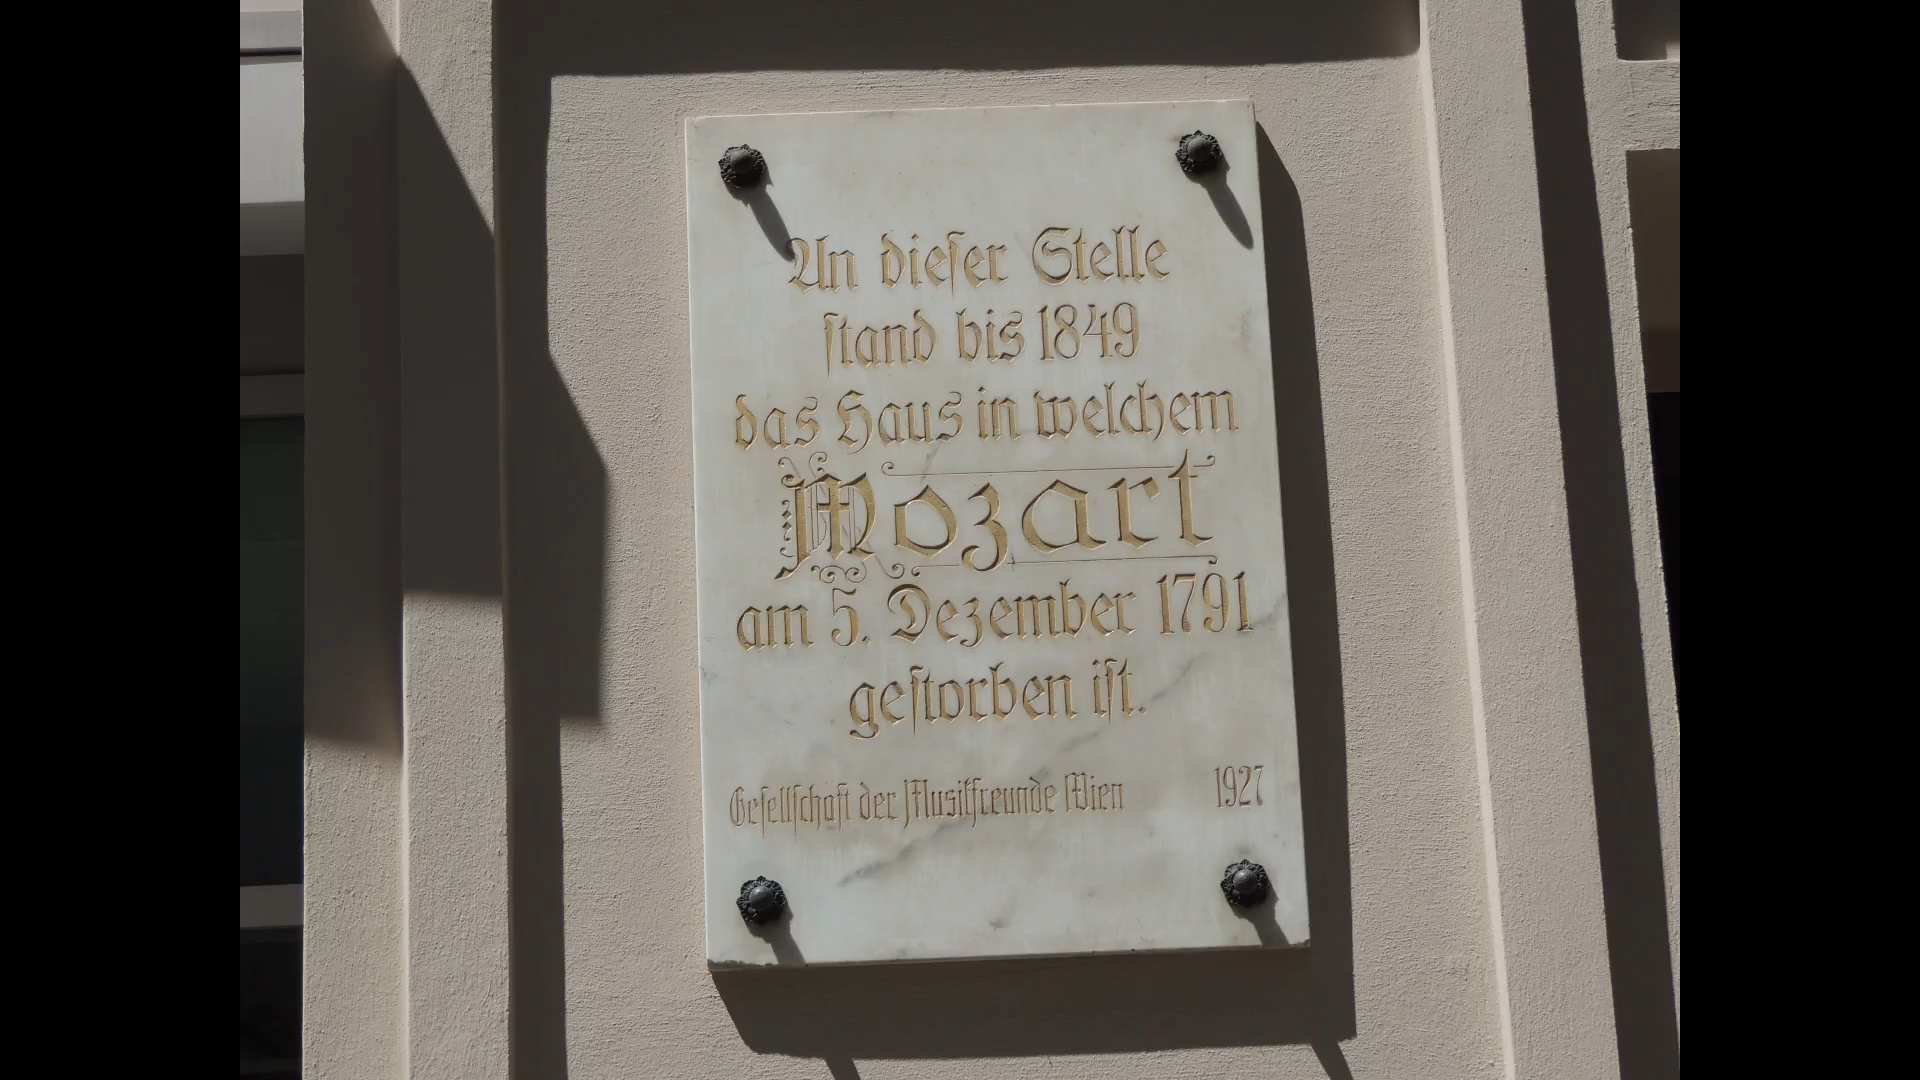 An dieſer Stelle
ſtand bis 1849
das Haus in welchem
Mozart
am 5. Dezember 1791
geſtorben iſt.
Geſellſchaft der Muſikfreunde Wien 1927